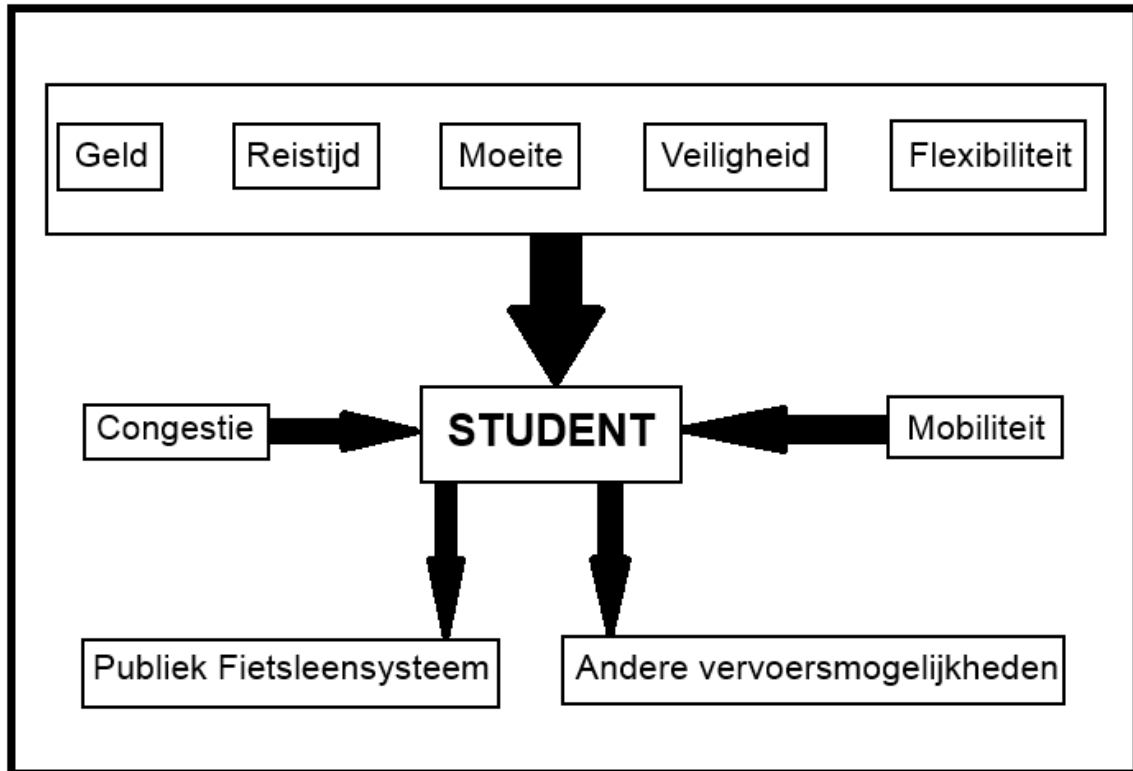 Geld
Reistijd
Moeite
Veiligheid
Flexibiliteit
Congestie
STUDENT
Mobiliteit
Publiek Fietsleensysteem
Andere vervoersmogelijkheden